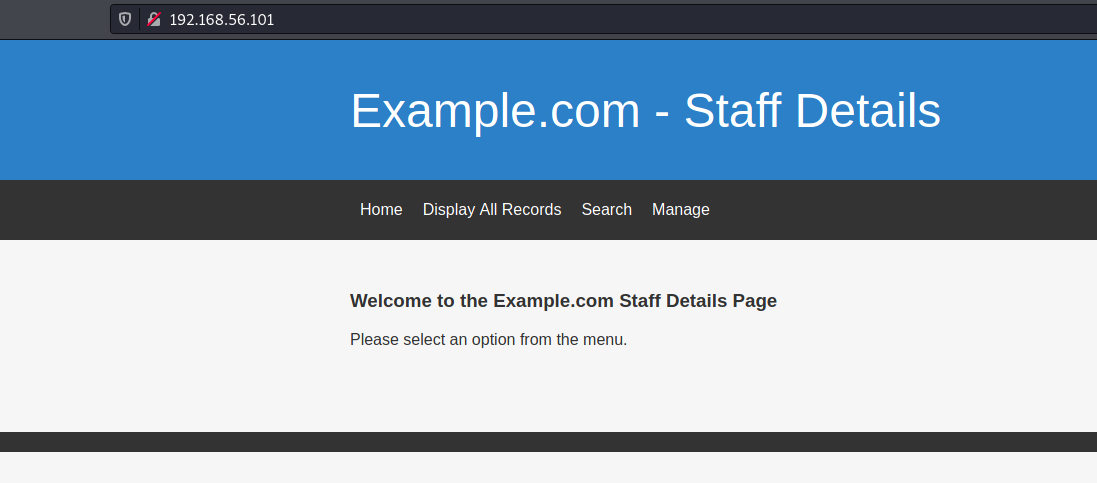 192.168.56.101
Example.com - Staff Details
Home Display All Records Search Manage
Welcome to the Example.com Staff Details Page
Please select an option from the menu.